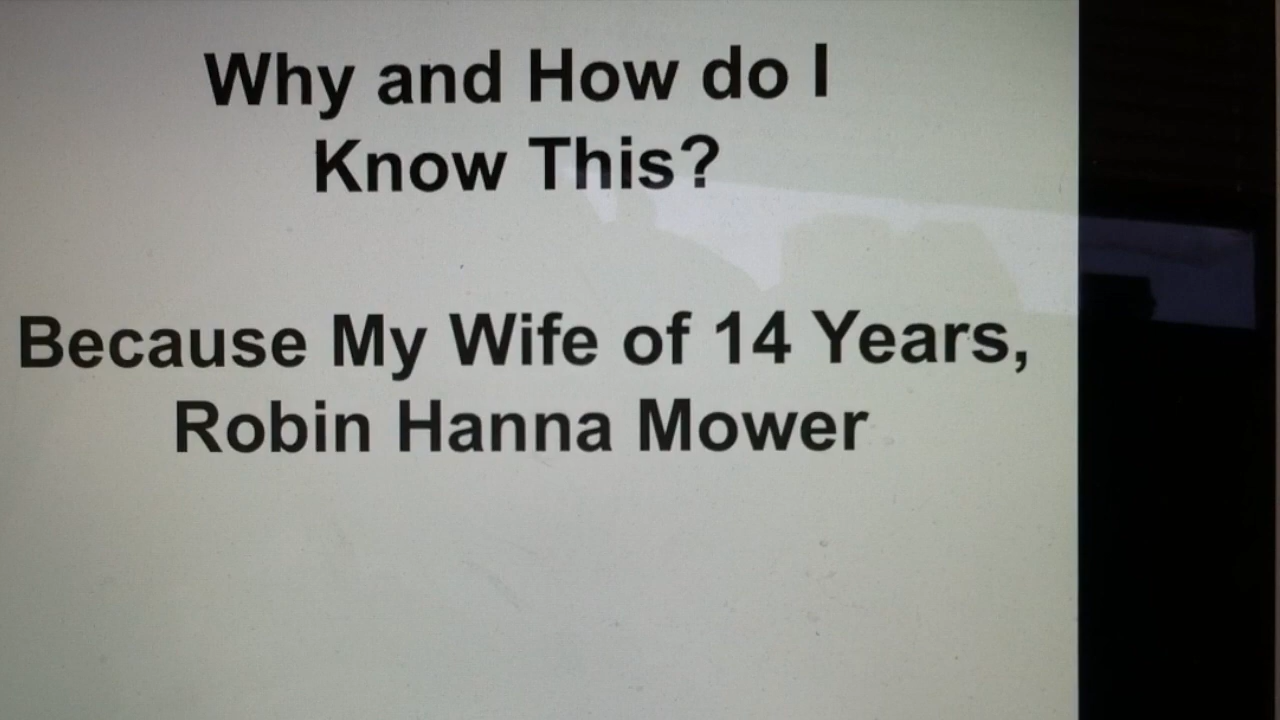 Why and How do I
Know This?
Because My Wife of 14 Years,
Robin Hanna Mower